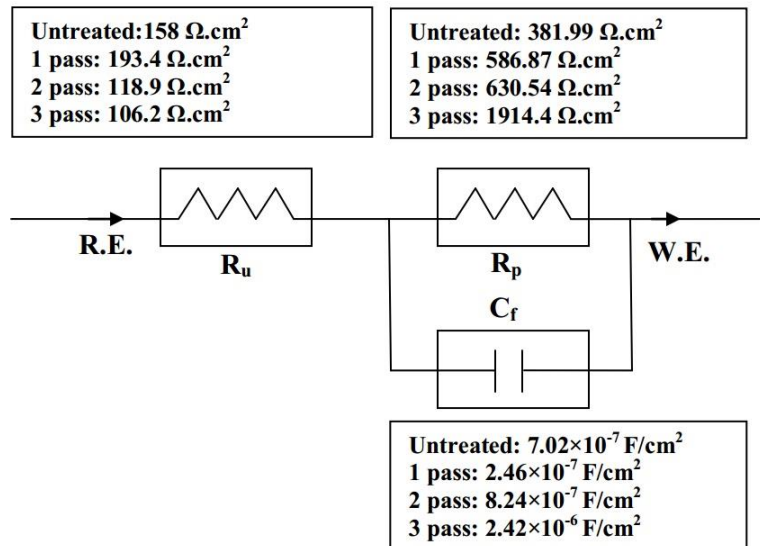 Untreated:158 Ω.cm²
1 pass: 193.4 Ω.cm²
2 pass: 118.9 Ω.cm²
3 pass: 106.2 Ω.cm²
Untreated: 381.99 Ω.cm²
1 pass: 586.87 Ω.cm²
2 pass: 630.54 Ω.cm²
3 pass: 1914.4 Ω.cm²
R.E.
Rᵤ
Rₚ
W.E.
C_f
Untreated: 7.02×10⁻⁷ F/cm²
1 pass: 2.46×10⁻⁷ F/cm²
2 pass: 8.24×10⁻⁷ F/cm²
3 pass: 2.42×10⁻⁶ F/cm²